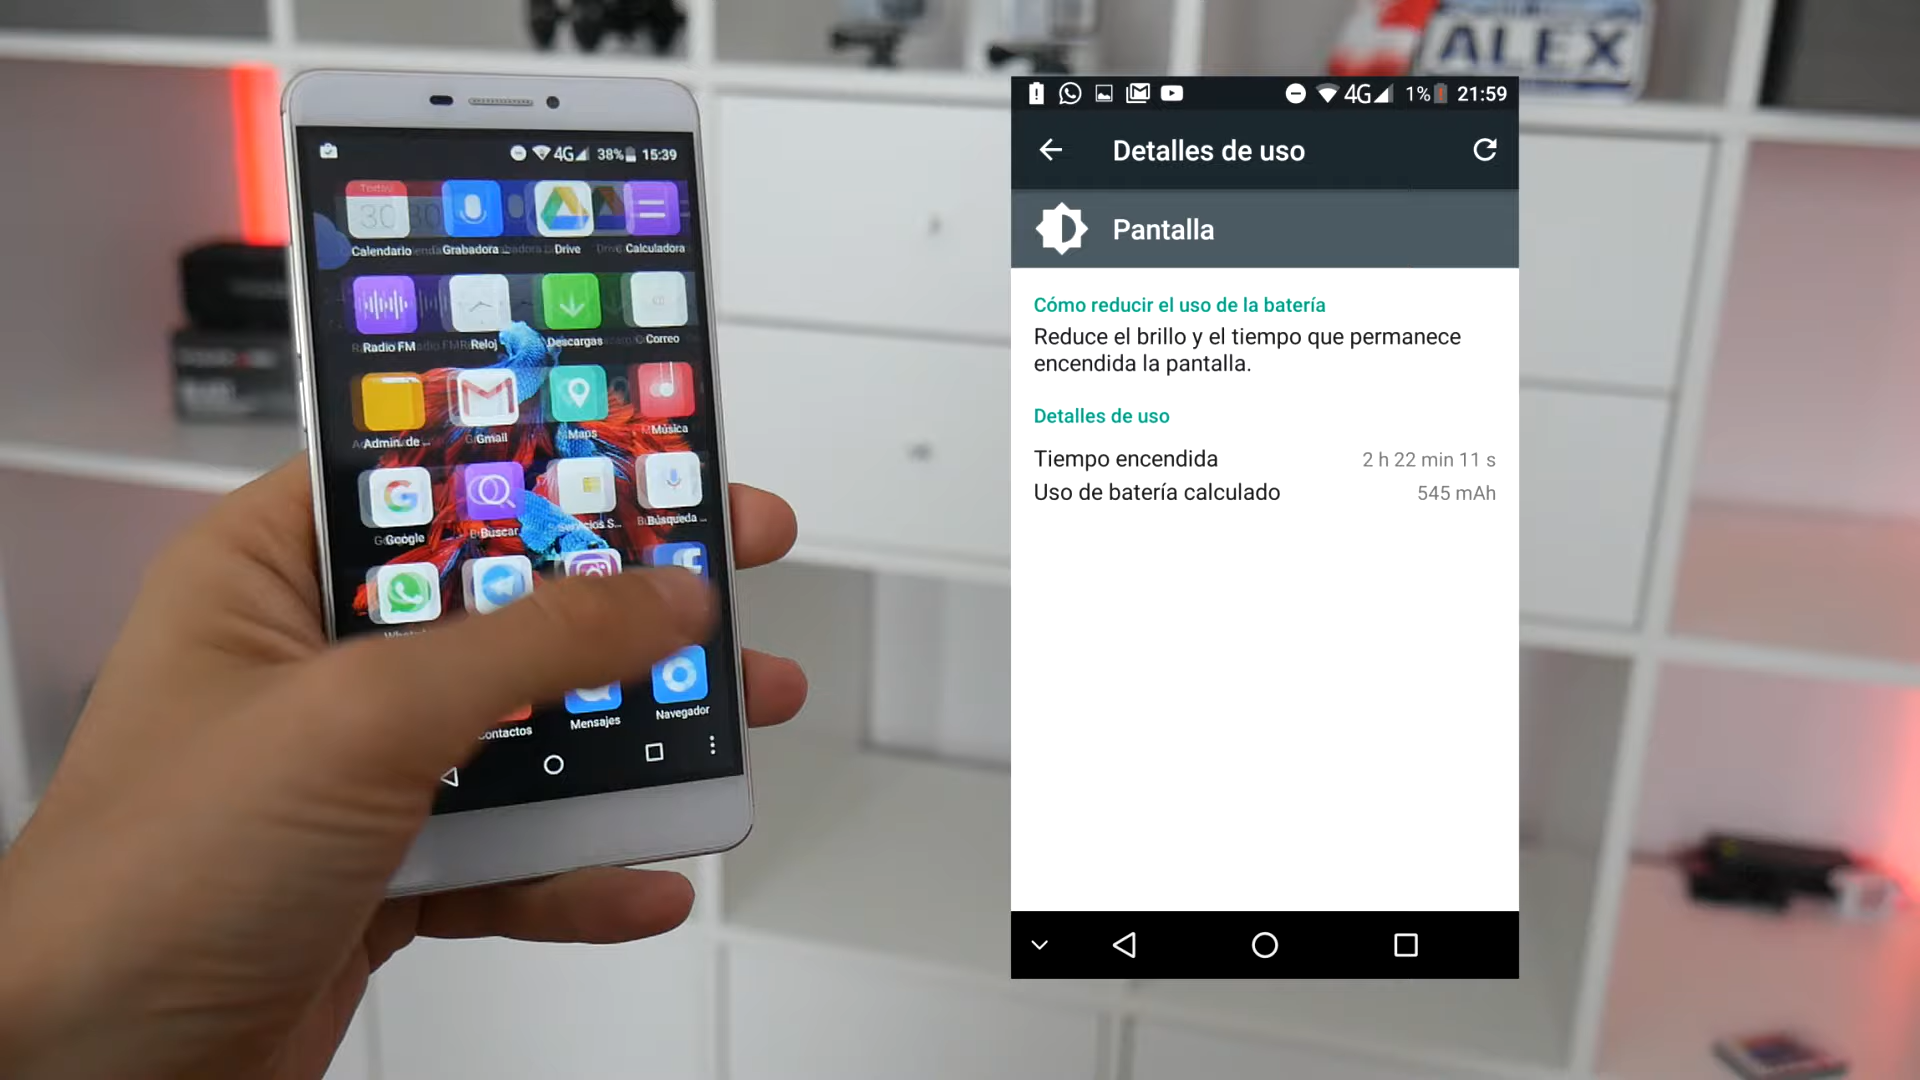 ALEX
4G 38% 15:39
30
Calendario Grabadora ... Drive Calculadora
Radio FM Reloj Descargas Correo
Admin. de ... Gmail Maps Música
Google Buscar Servicios S... Búsqueda ...
Contactos Mensajes Navegador
4G 1% 21:59
Detalles de uso
Pantalla
Cómo reducir el uso de la batería
Reduce el brillo y el tiempo que permanece
encendida la pantalla.
Detalles de uso
Tiempo encendida 2 h 22 min 11 s
Uso de batería calculado 545 mAh